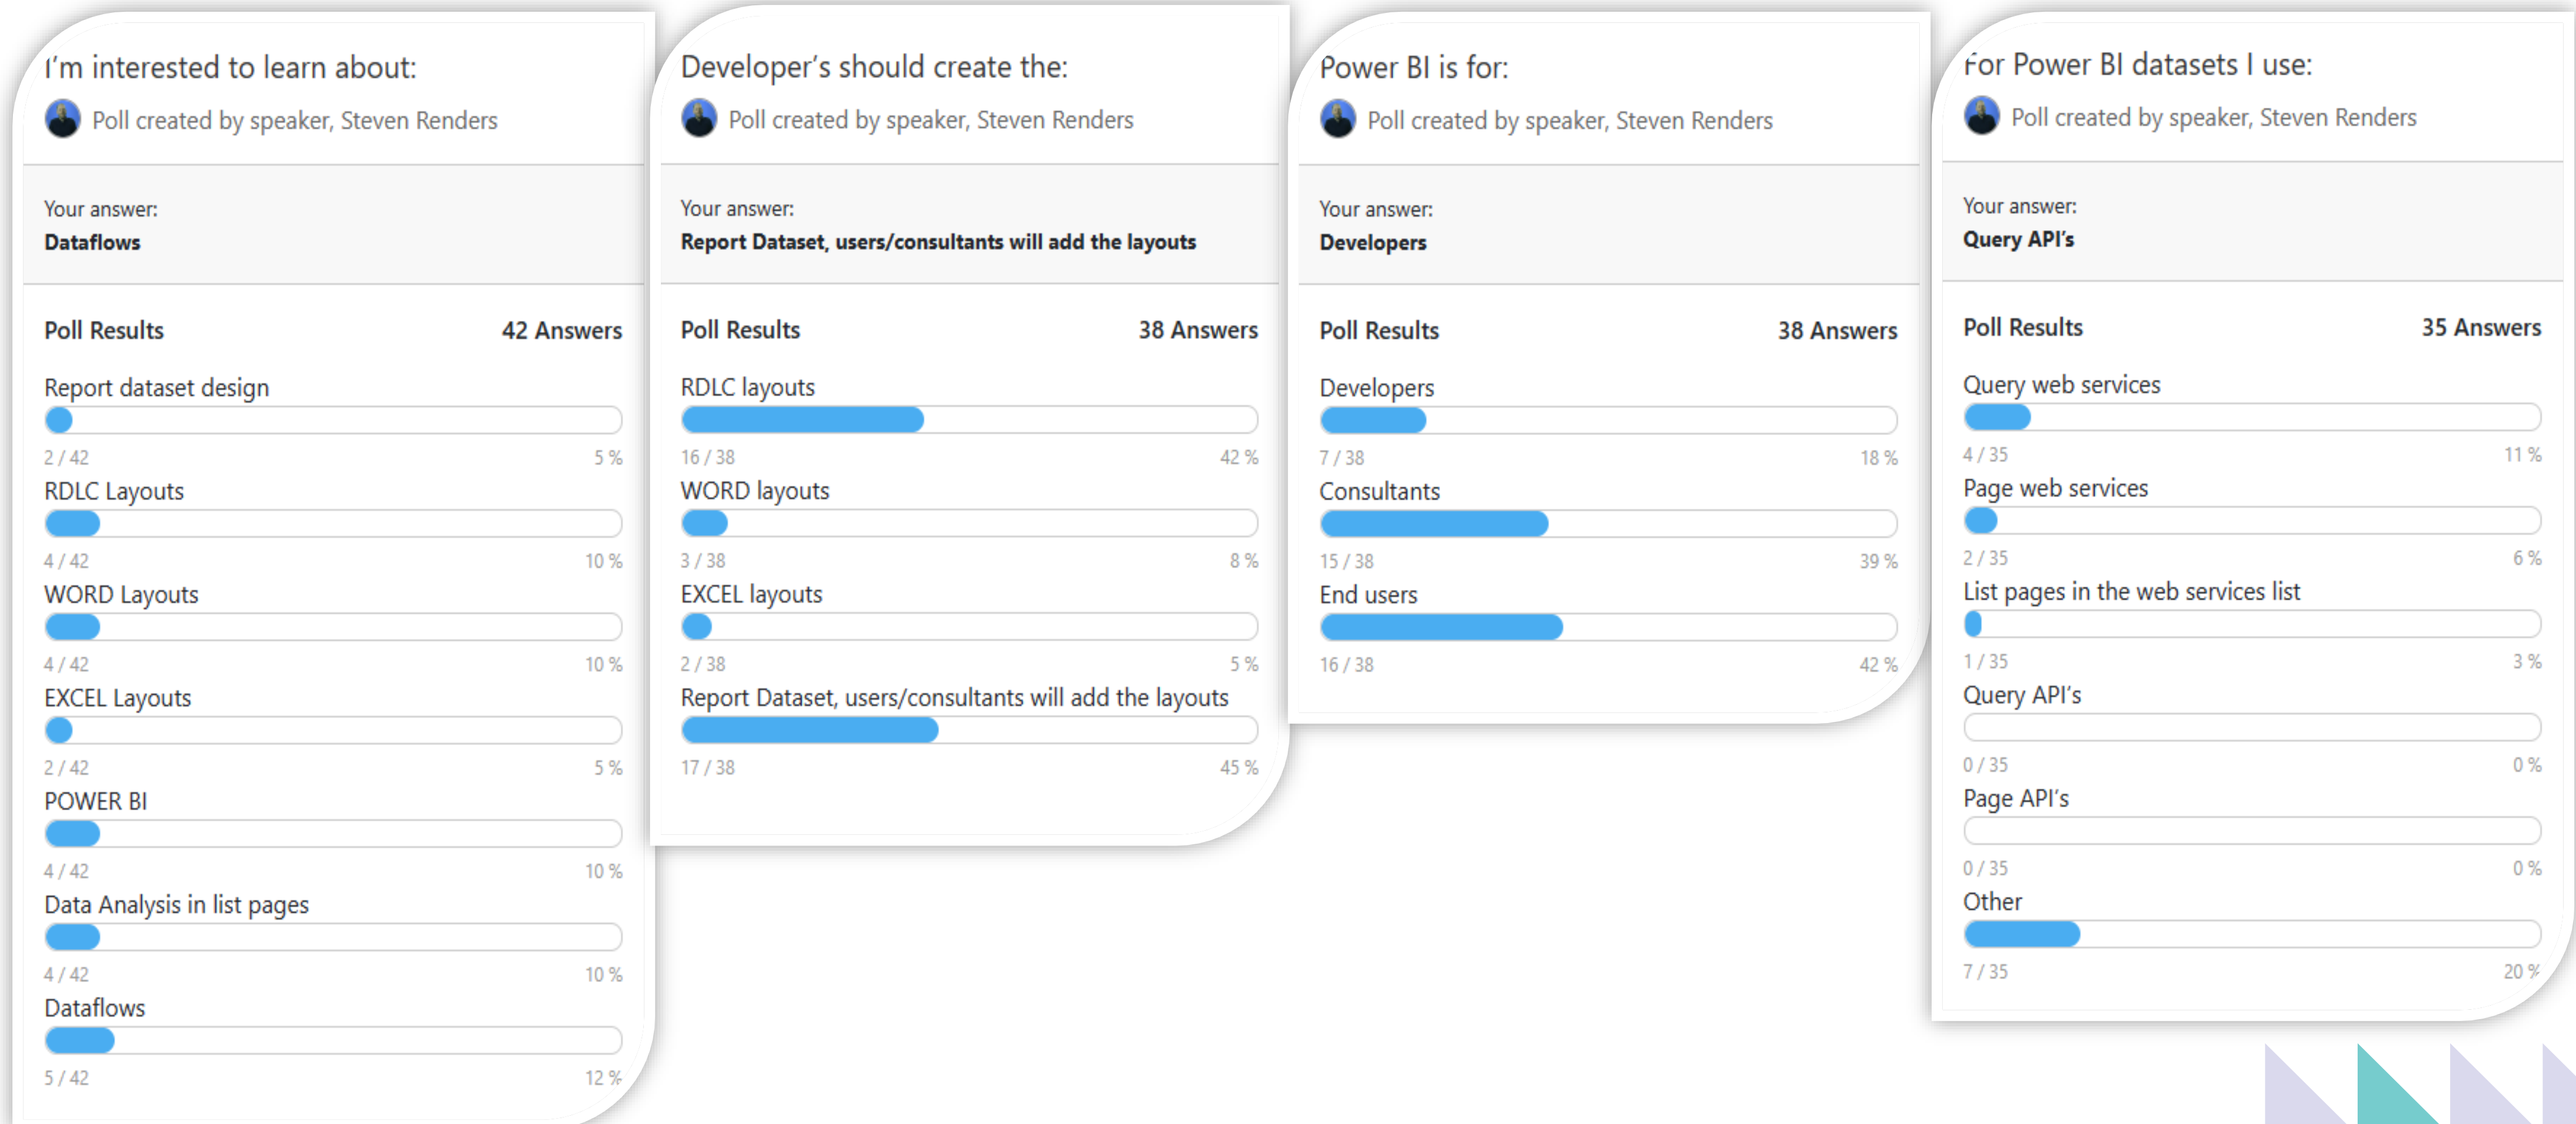 I'm interested to learn about:
Poll created by speaker, Steven Renders
Your answer:
Dataflows
Poll Results 42 Answers
Report dataset design
2 / 42 5 %
RDLC Layouts
4 / 42 10 %
WORD Layouts
4 / 42 10 %
EXCEL Layouts
2 / 42 5 %
POWER BI
4 / 42 10 %
Data Analysis in list pages
4 / 42 10 %
Dataflows
5 / 42 12 %
Developer's should create the:
Poll created by speaker, Steven Renders
Your answer:
Report Dataset, users/consultants will add the layouts
Poll Results 38 Answers
RDLC layouts
16 / 38 42 %
WORD layouts
3 / 38 8 %
EXCEL layouts
2 / 38 5 %
Report Dataset, users/consultants will add the layouts
17 / 38 45 %
Power BI is for:
Poll created by speaker, Steven Renders
Your answer:
Developers
Poll Results 38 Answers
Developers
7 / 38 18 %
Consultants
15 / 38 39 %
End users
16 / 38 42 %
For Power BI datasets I use:
Poll created by speaker, Steven Renders
Your answer:
Query API's
Poll Results 35 Answers
Query web services
4 / 35 11 %
Page web services
2 / 35 6 %
List pages in the web services list
1 / 35 3 %
Query API's
0 / 35 0 %
Page API's
0 / 35 0 %
Other
7 / 35 20 %